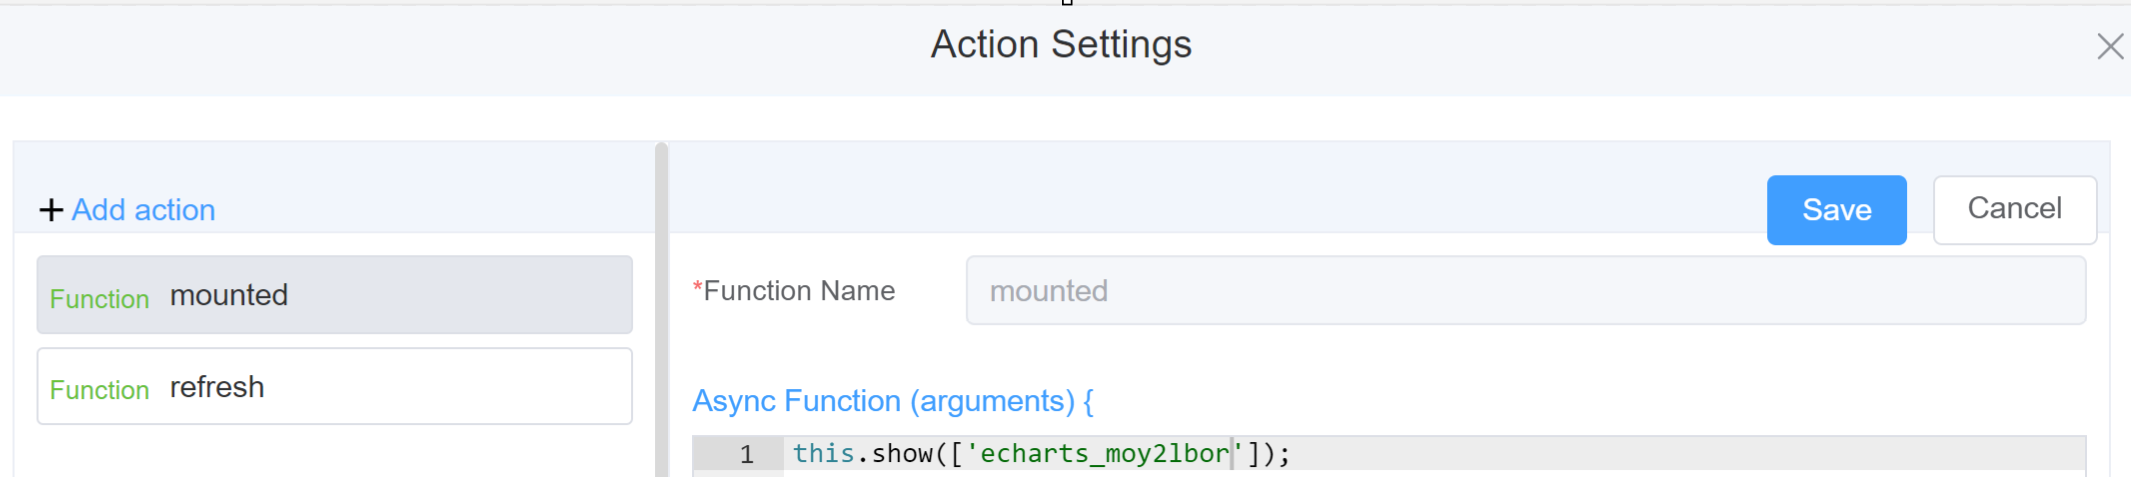 Action Settings
+ Add action
Save
Cancel
Function mounted
*Function Name
mounted
Function refresh
Async Function (arguments) {
1 this.show(['echarts_moy2lbor']);